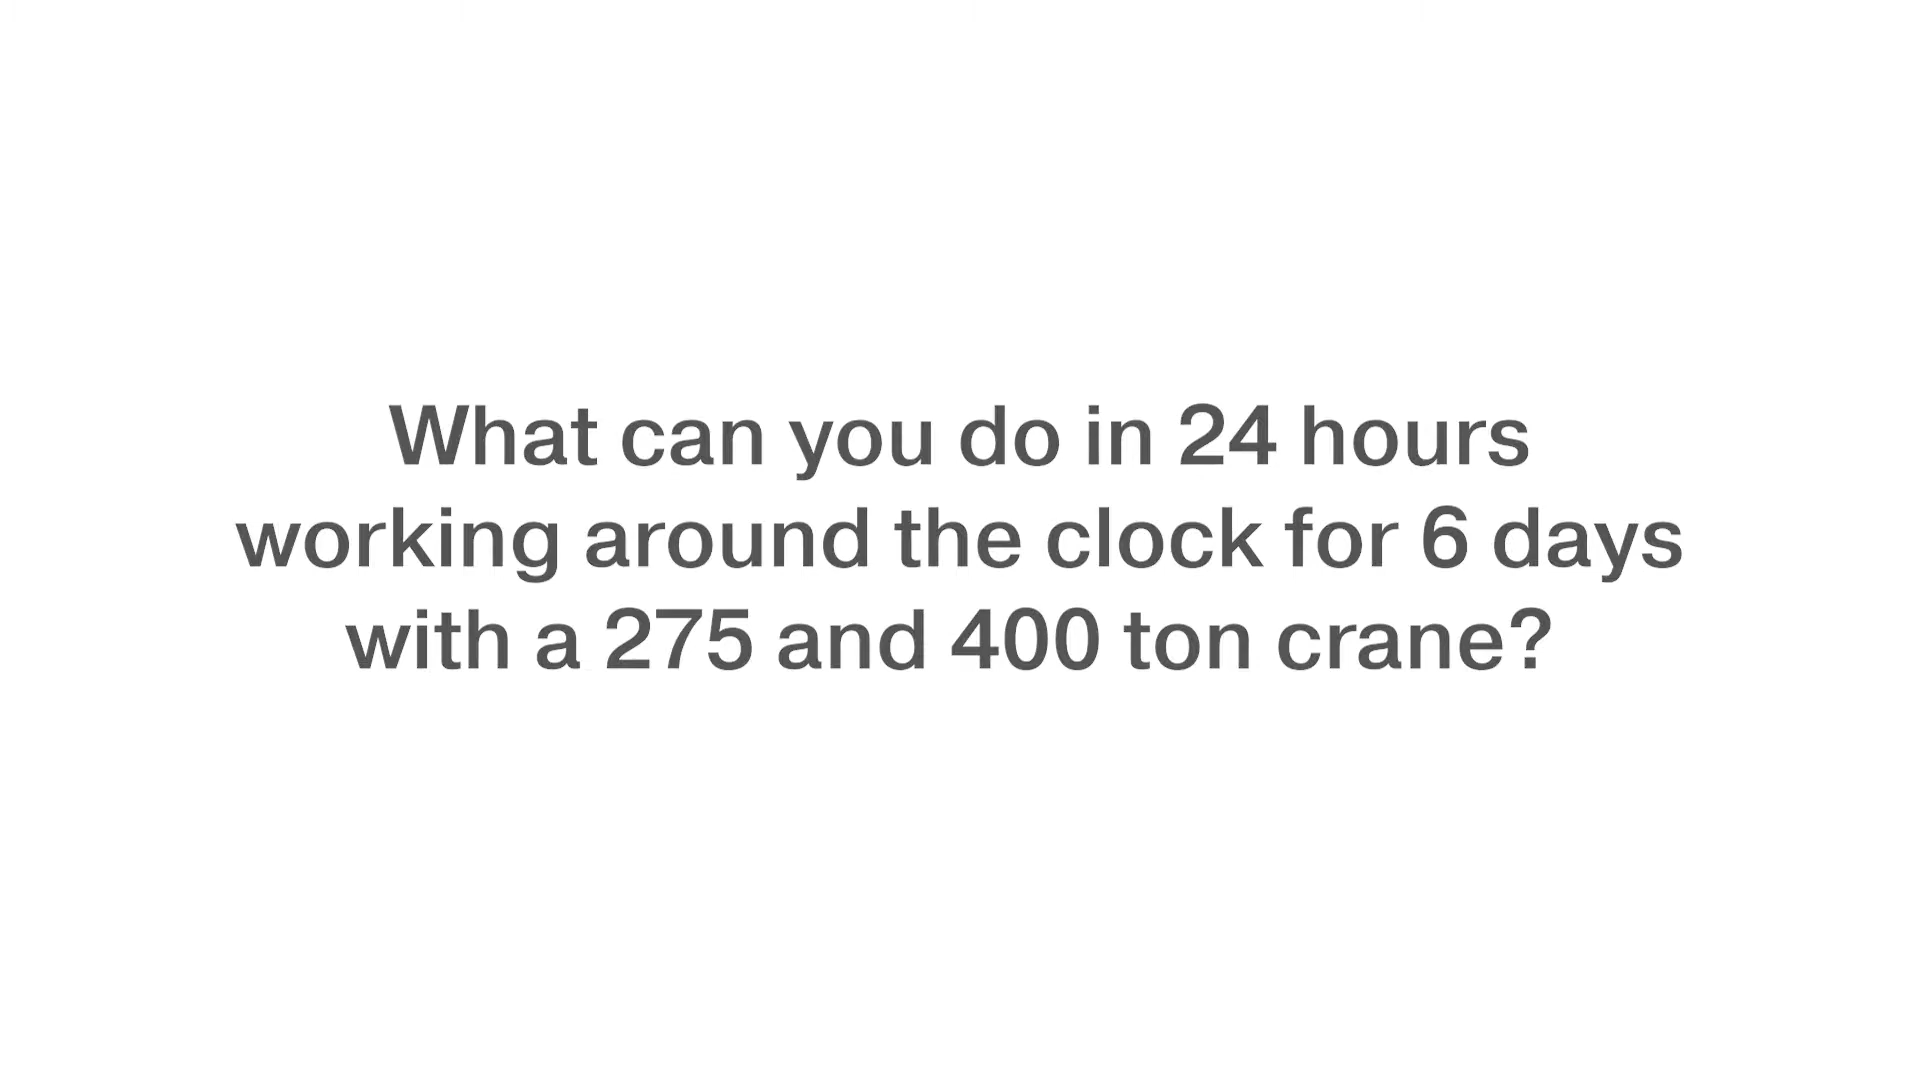 What can you do in 24 hours
working around the clock for 6 days
with a 275 and 400 ton crane?